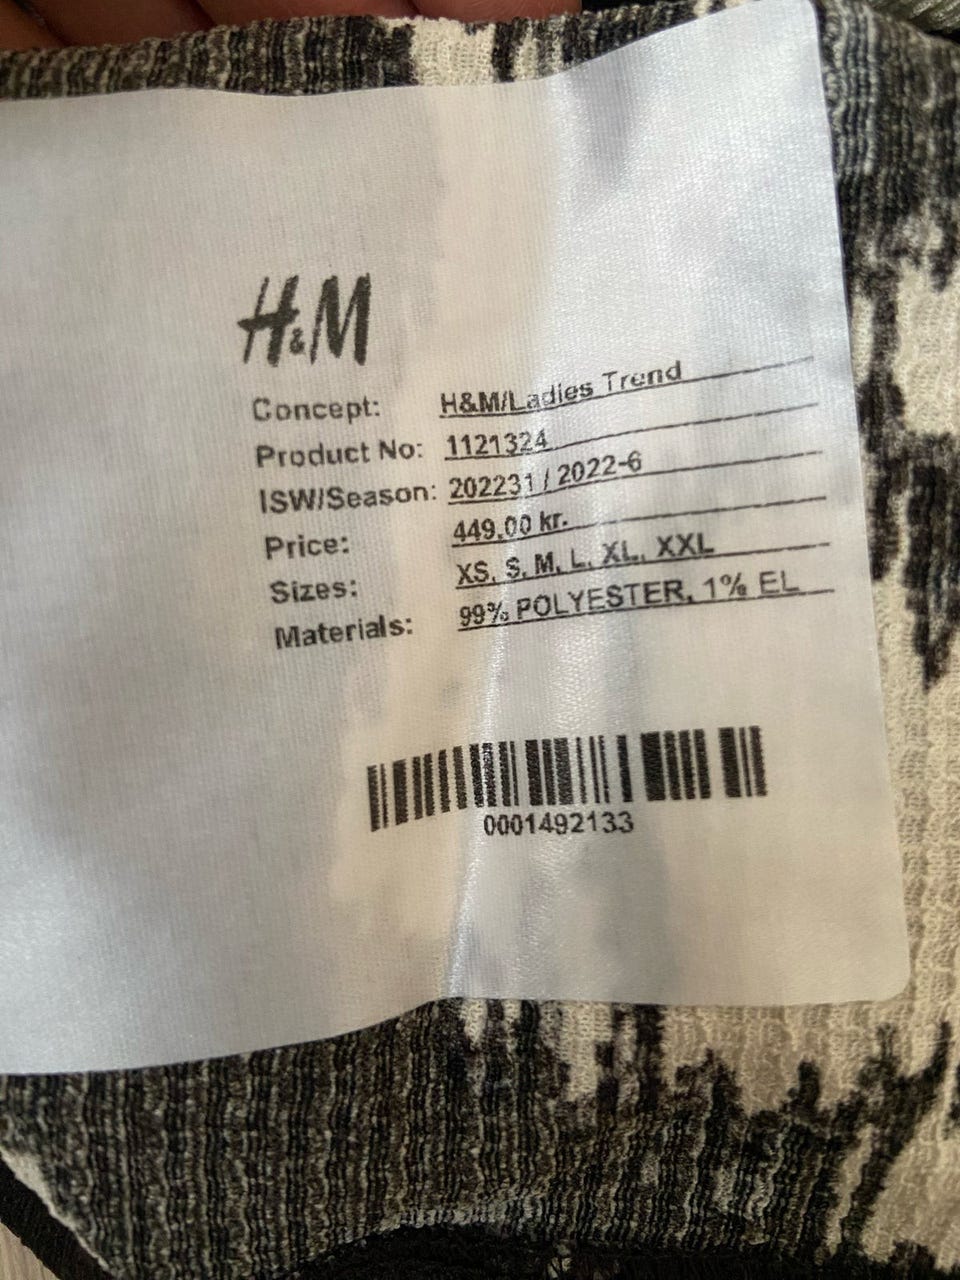 H&M
Concept: H&M/Ladies Trend
Product No: 1121324
ISW/Season: 202231 / 2022-6
Price: 449.00 kr.
Sizes: XS, S, M, L, XL, XXL
Materials: 99% POLYESTER, 1% EL
0001492133